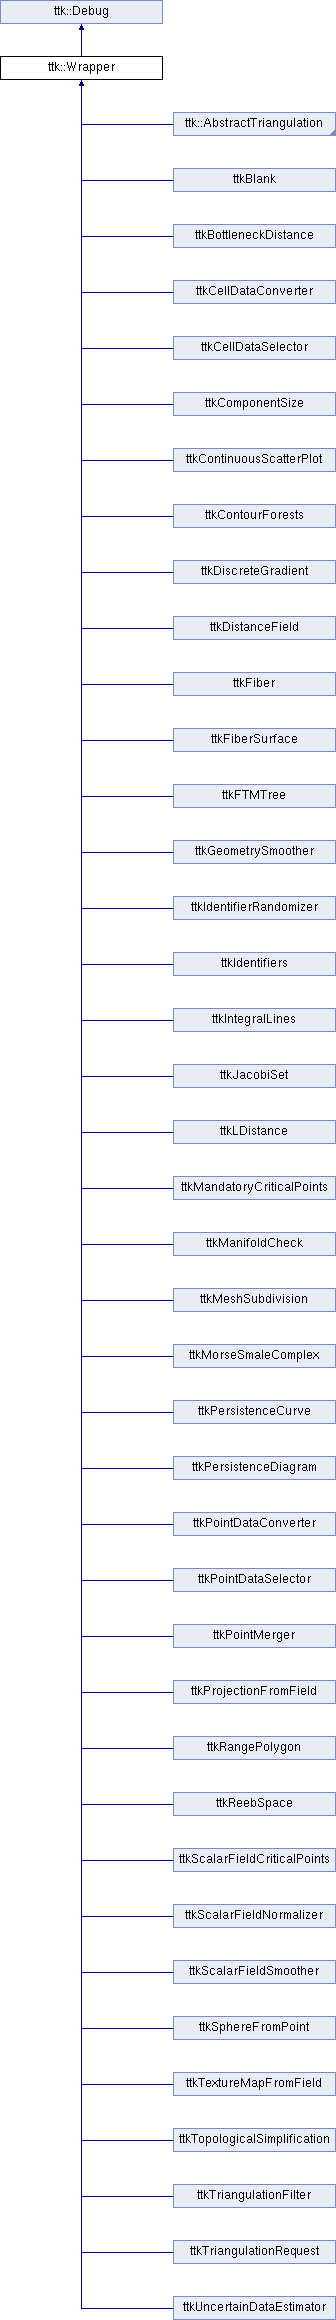 ttk::Debug
ttk::Wrapper
ttk::AbstractTriangulation
ttkBlank
ttkBottleneckDistance
ttkCellDataConverter
ttkCellDataSelector
ttkComponentSize
ttkContinuousScatterPlot
ttkContourForests
ttkDiscreteGradient
ttkDistanceField
ttkFiber
ttkFiberSurface
ttkFTMTree
ttkGeometrySmoother
ttkIdentifierRandomizer
ttkIdentifiers
ttkIntegralLines
ttkJacobiSet
ttkLDistance
ttkMandatoryCriticalPoints
ttkManifoldCheck
ttkMeshSubdivision
ttkMorseSmaleComplex
ttkPersistenceCurve
ttkPersistenceDiagram
ttkPointDataConverter
ttkPointDataSelector
ttkPointMerger
ttkProjectionFromField
ttkRangePolygon
ttkReebSpace
ttkScalarFieldCriticalPoints
ttkScalarFieldNormalizer
ttkScalarFieldSmoother
ttkSphereFromPoint
ttkTextureMapFromField
ttkTopologicalSimplification
ttkTriangulationFilter
ttkTriangulationRequest
ttkUncertainDataEstimator